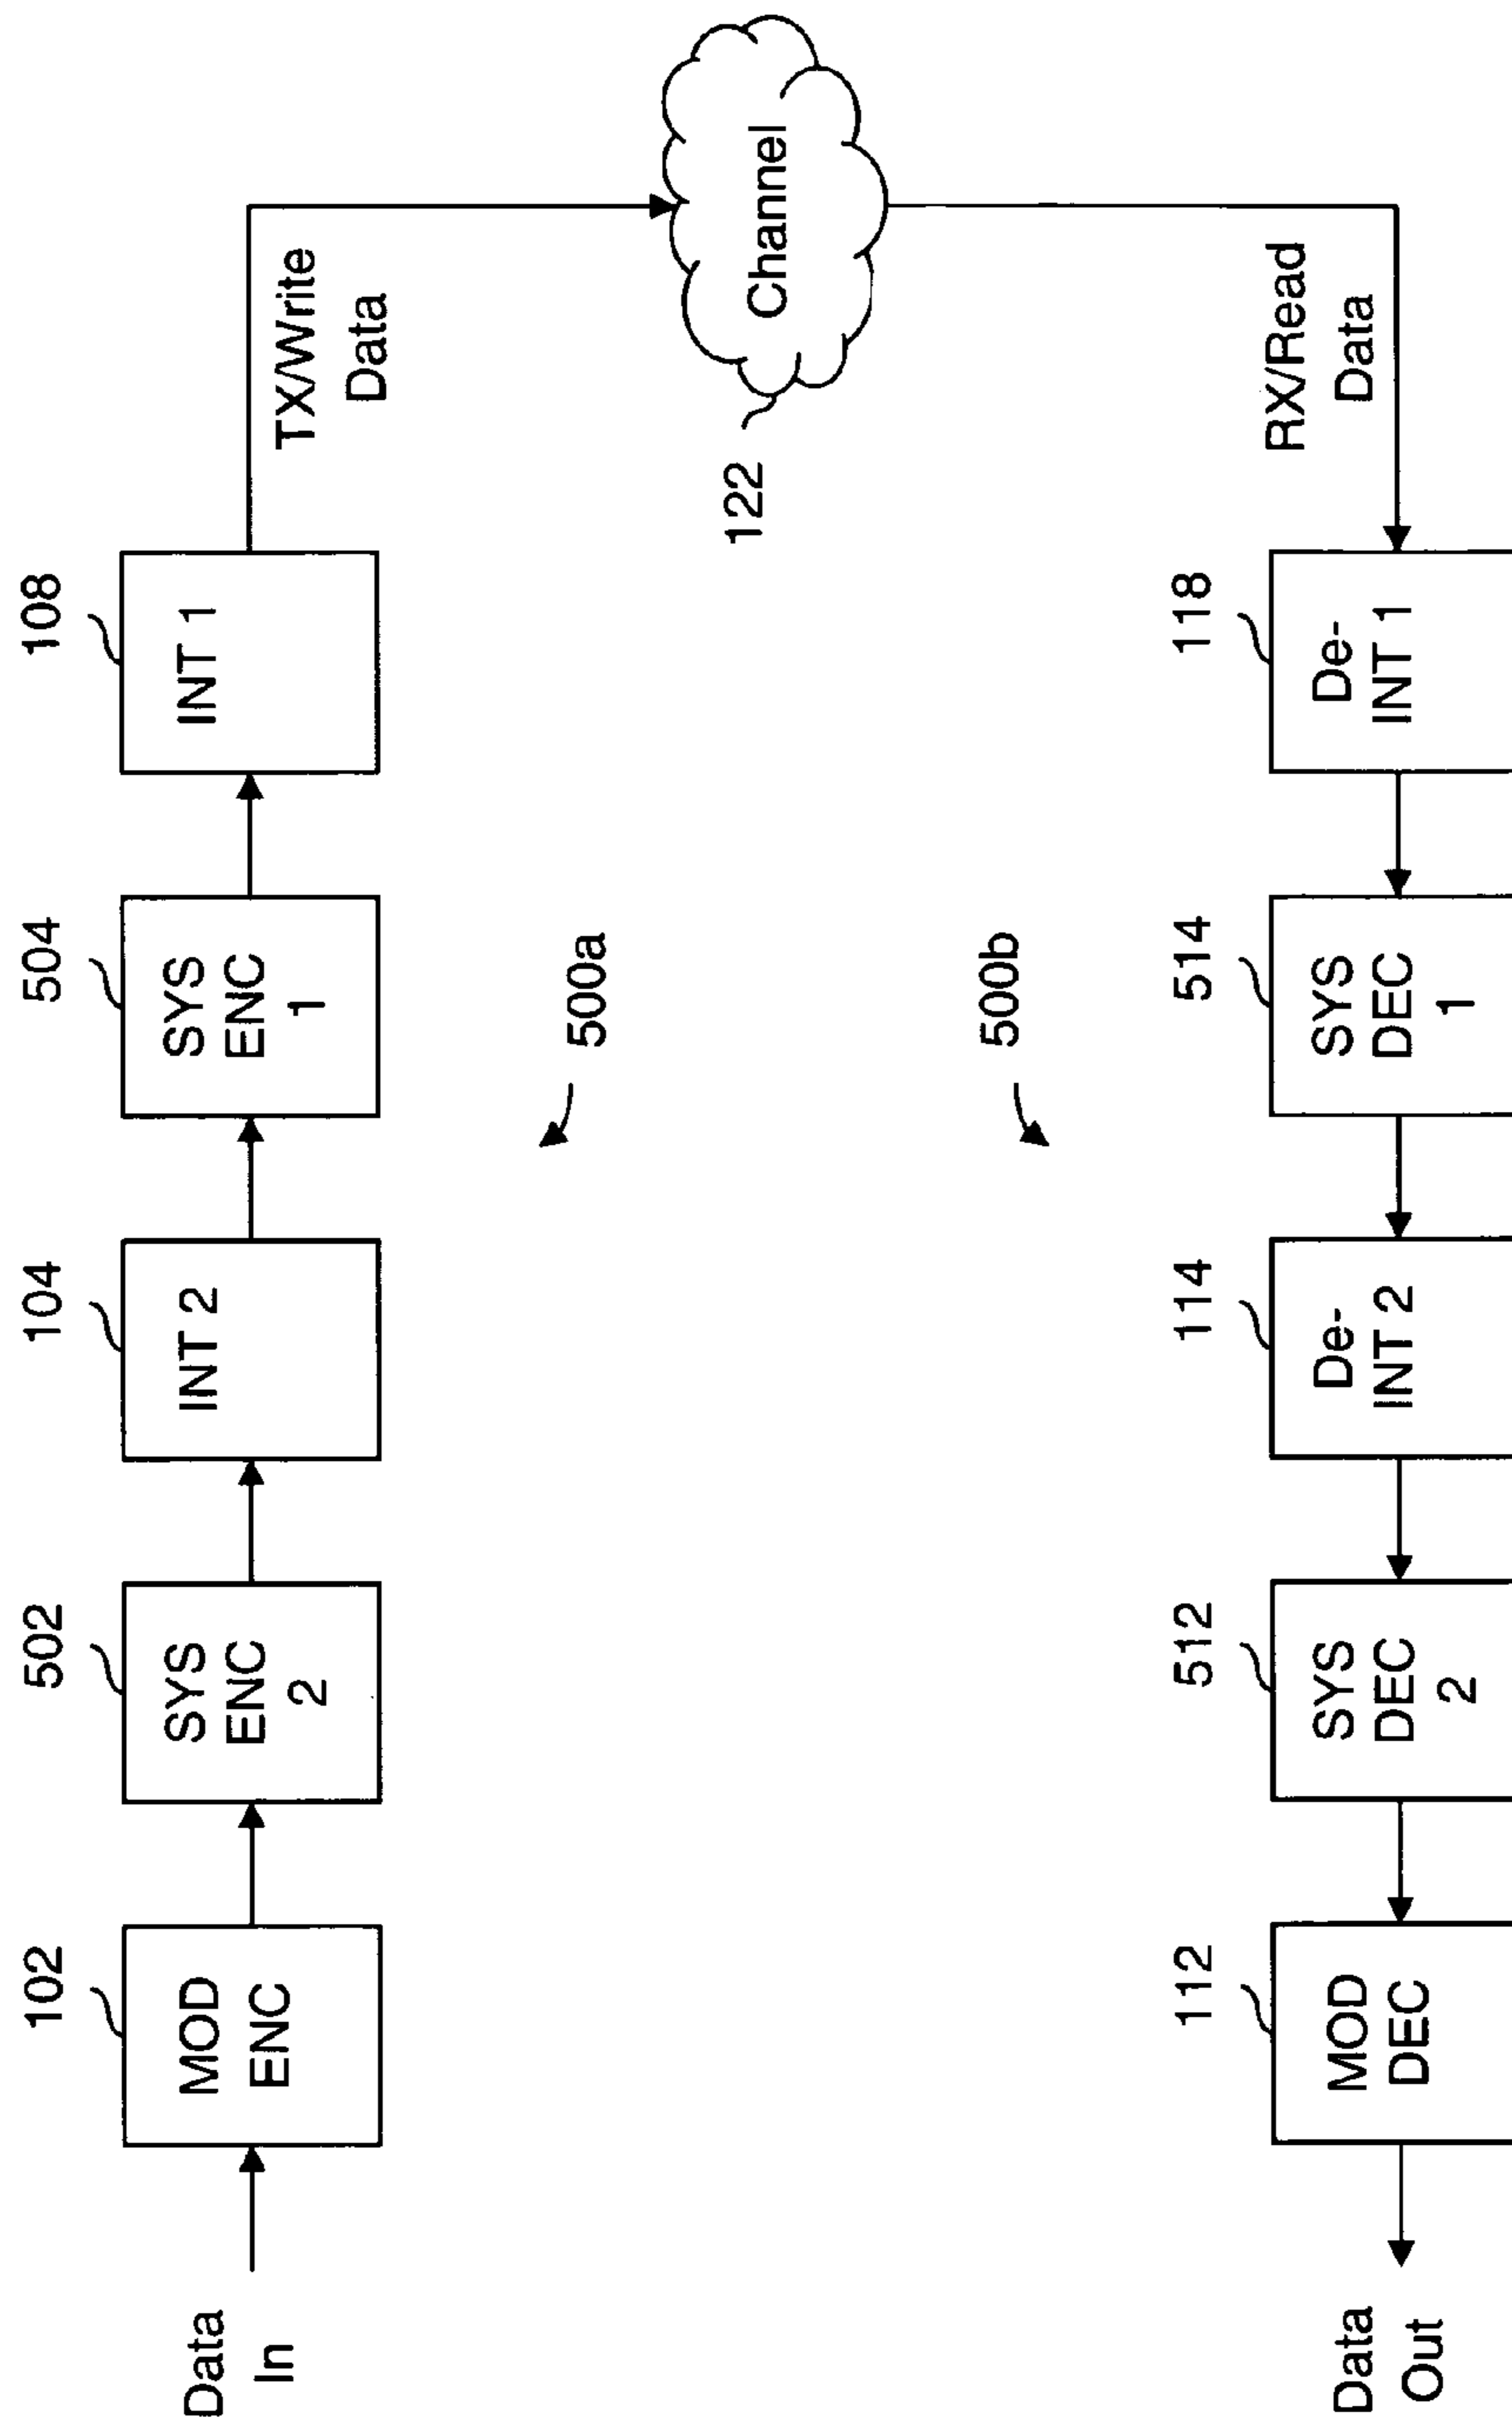 Data
In
102
MOD
ENC
502
SYS
ENC
2
104
INT 2
504
SYS
ENC
1
108
INT 1
TX/Write
Data
500a
122
Channel
500b
RX/Read
Data
118
De-
INT 1
514
SYS
DEC
1
114
De-
INT 2
512
SYS
DEC
2
112
MOD
DEC
Data
Out